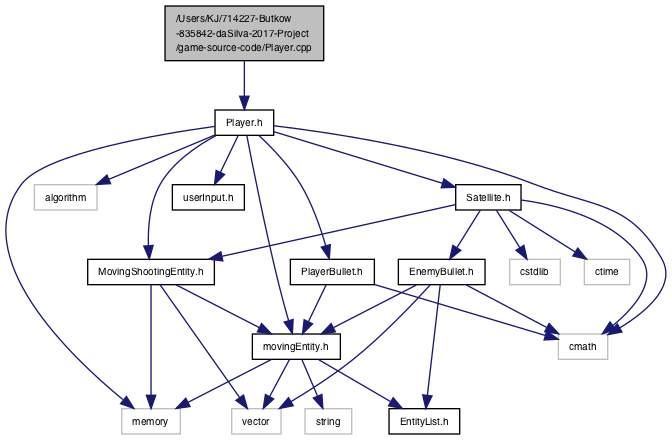 /Users/KJ/714227-Butkow
-835842-daSilva-2017-Project
/game-source-code/Player.cpp
Player.h
algorithm
userInput.h
Satellite.h
MovingShootingEntity.h
PlayerBullet.h
EnemyBullet.h
cstdlib
ctime
movingEntity.h
cmath
memory
vector
string
EntityList.h